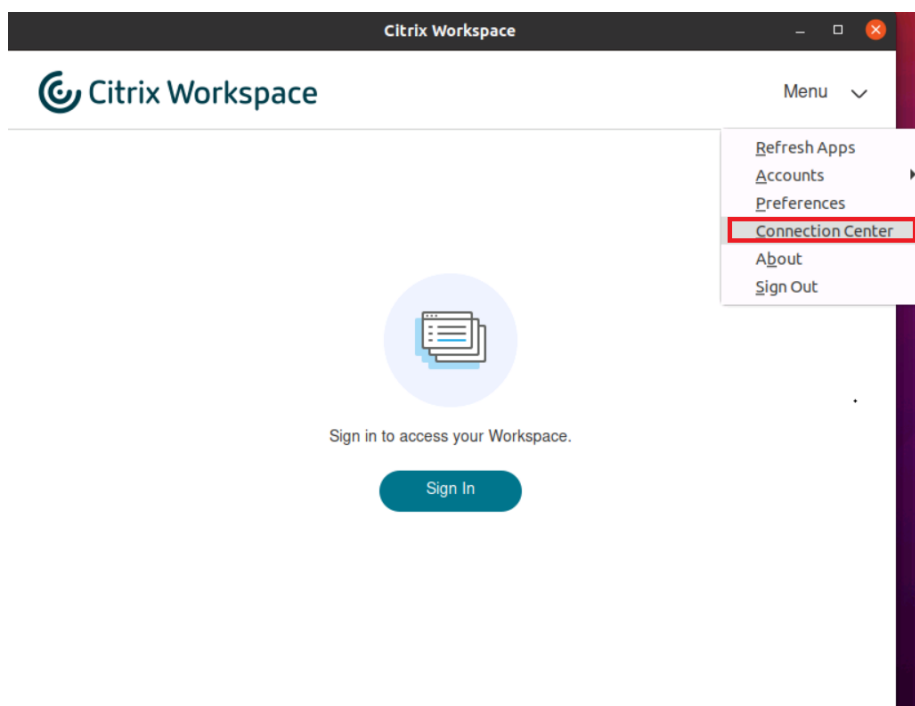 Citrix Workspace
Citrix Workspace
Menu
Refresh Apps
Accounts
Preferences
Connection Center
About
Sign Out
Sign in to access your Workspace.
Sign In